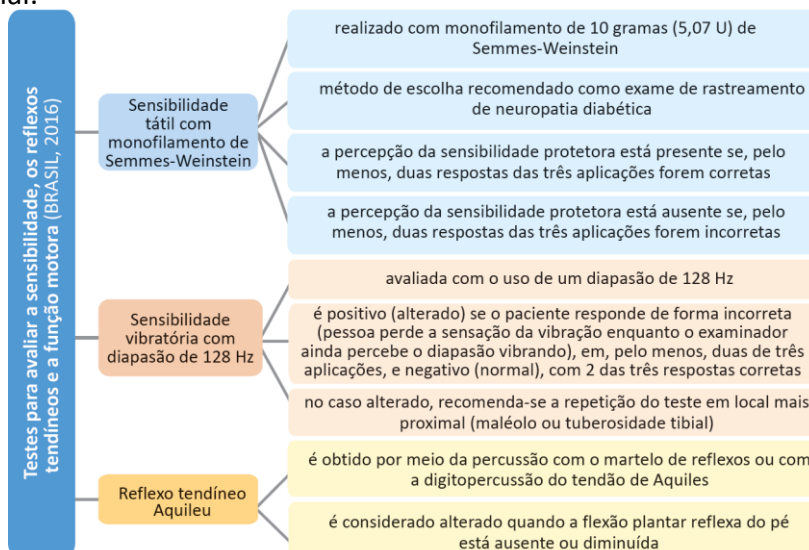 nal.
Testes para avaliar a sensibilidade, os reflexos
tendíneos e a função motora (BRASIL, 2016)
Sensibilidade
tátil com
monofilamento de
Semmes-Weinstein
realizado com monofilamento de 10 gramas (5,07 U) de
Semmes-Weinstein
método de escolha recomendado como exame de rastreamento
de neuropatia diabética
a percepção da sensibilidade protetora está presente se, pelo
menos, duas respostas das três aplicações forem corretas
a percepção da sensibilidade protetora está ausente se, pelo
menos, duas respostas das três aplicações forem incorretas
Sensibilidade
vibratória com
diapasão de 128 Hz
avaliada com o uso de um diapasão de 128 Hz
é positivo (alterado) se o paciente responde de forma incorreta
(pessoa perde a sensação da vibração enquanto o examinador
ainda percebe o diapasão vibrando), em, pelo menos, duas de três
aplicações, e negativo (normal), com 2 das três respostas corretas
no caso alterado, recomenda-se a repetição do teste em local mais
proximal (maléolo ou tuberosidade tibial)
Reflexo tendíneo
Aquileu
é obtido por meio da percussão com o martelo de reflexos ou com
a digitopercussão do tendão de Aquiles
é considerado alterado quando a flexão plantar reflexa do pé
está ausente ou diminuída